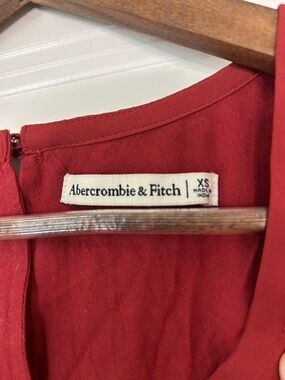 Abercrombie & Fitch
XS
MADE IN
INDIA